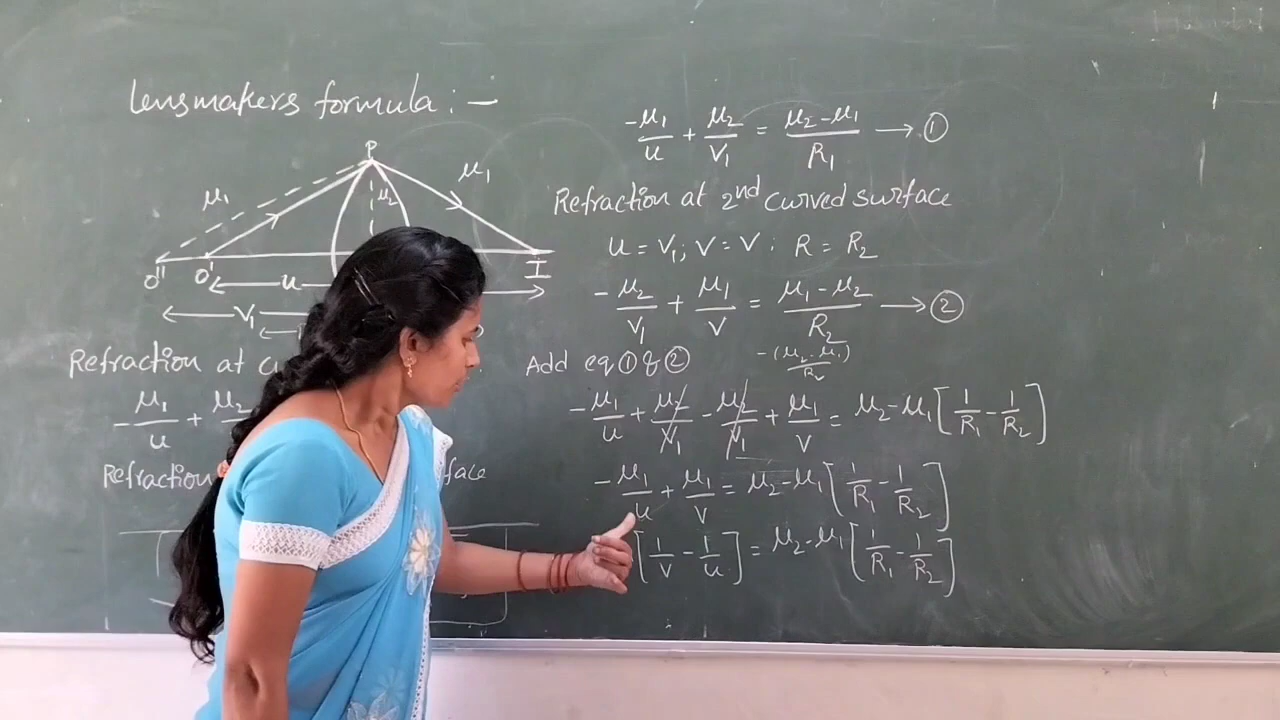 Lensmakers formula : -
P
μ1
μ1
μ2
O'' O' I
u
V1
Refraction at
-μ1/u + μ2
Refraction face
-μ1/u + μ2/V1 = μ2-μ1/R1 → ①
Refraction at 2nd curved surface
u = V1; V = V; R = R2
-μ2/V1 + μ1/V = μ1-μ2/R2 → ②
Add eq ① & ② -(μ2-μ1)/R2
-μ1/u + μ2/V1 - μ2/V1 + μ1/V = μ2-μ1[1/R1 - 1/R2]
-μ1/u + μ1/V = μ2-μ1[1/R1 - 1/R2]
[1/V - 1/u] = μ2-μ1[1/R1 - 1/R2]